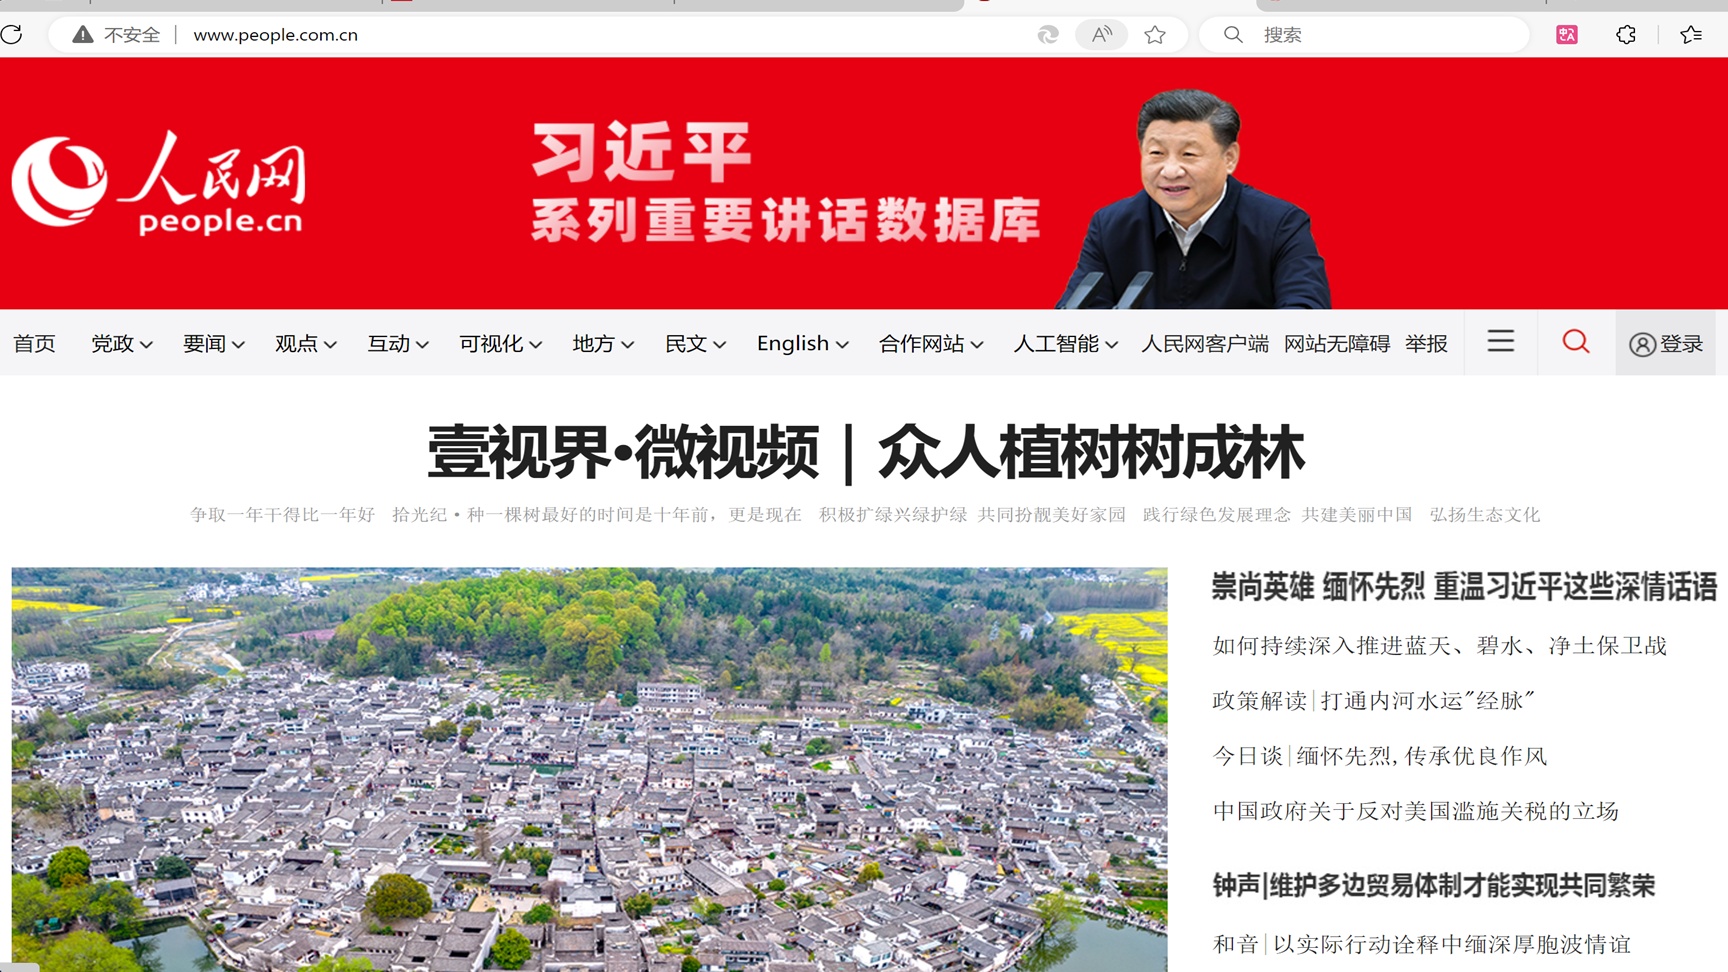 不安全 www.people.com.cn 搜索
人民网
people.cn
习近平
系列重要讲话数据库
首页 党政 要闻 观点 互动 可视化 地方 民文 English 合作网站 人工智能 人民网客户端 网站无障碍 举报 登录
壹视界·微视频｜众人植树树成林
争取一年干得比一年好 拾光纪·种一棵树最好的时间是十年前，更是现在 积极扩绿兴绿护绿 共同扮靓美好家园 践行绿色发展理念 共建美丽中国 弘扬生态文化
崇尚英雄 缅怀先烈 重温习近平这些深情话语
如何持续深入推进蓝天、碧水、净土保卫战
政策解读|打通内河水运"经脉"
今日谈|缅怀先烈，传承优良作风
中国政府关于反对美国滥施关税的立场
钟声|维护多边贸易体制才能实现共同繁荣
和音|以实际行动诠释中缅深厚胞波情谊